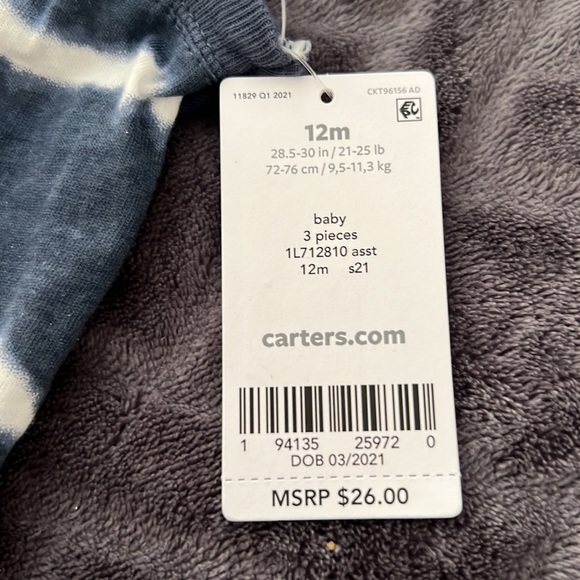 11829 Q1 2021
CKT96156 AD
12m
28.5-30 in / 21-25 lb
72-76 cm / 9,5-11,3 kg
baby
3 pieces
1L712810 asst
12m s21
carters.com
1 94135 25972 0
DOB 03/2021
MSRP $26.00